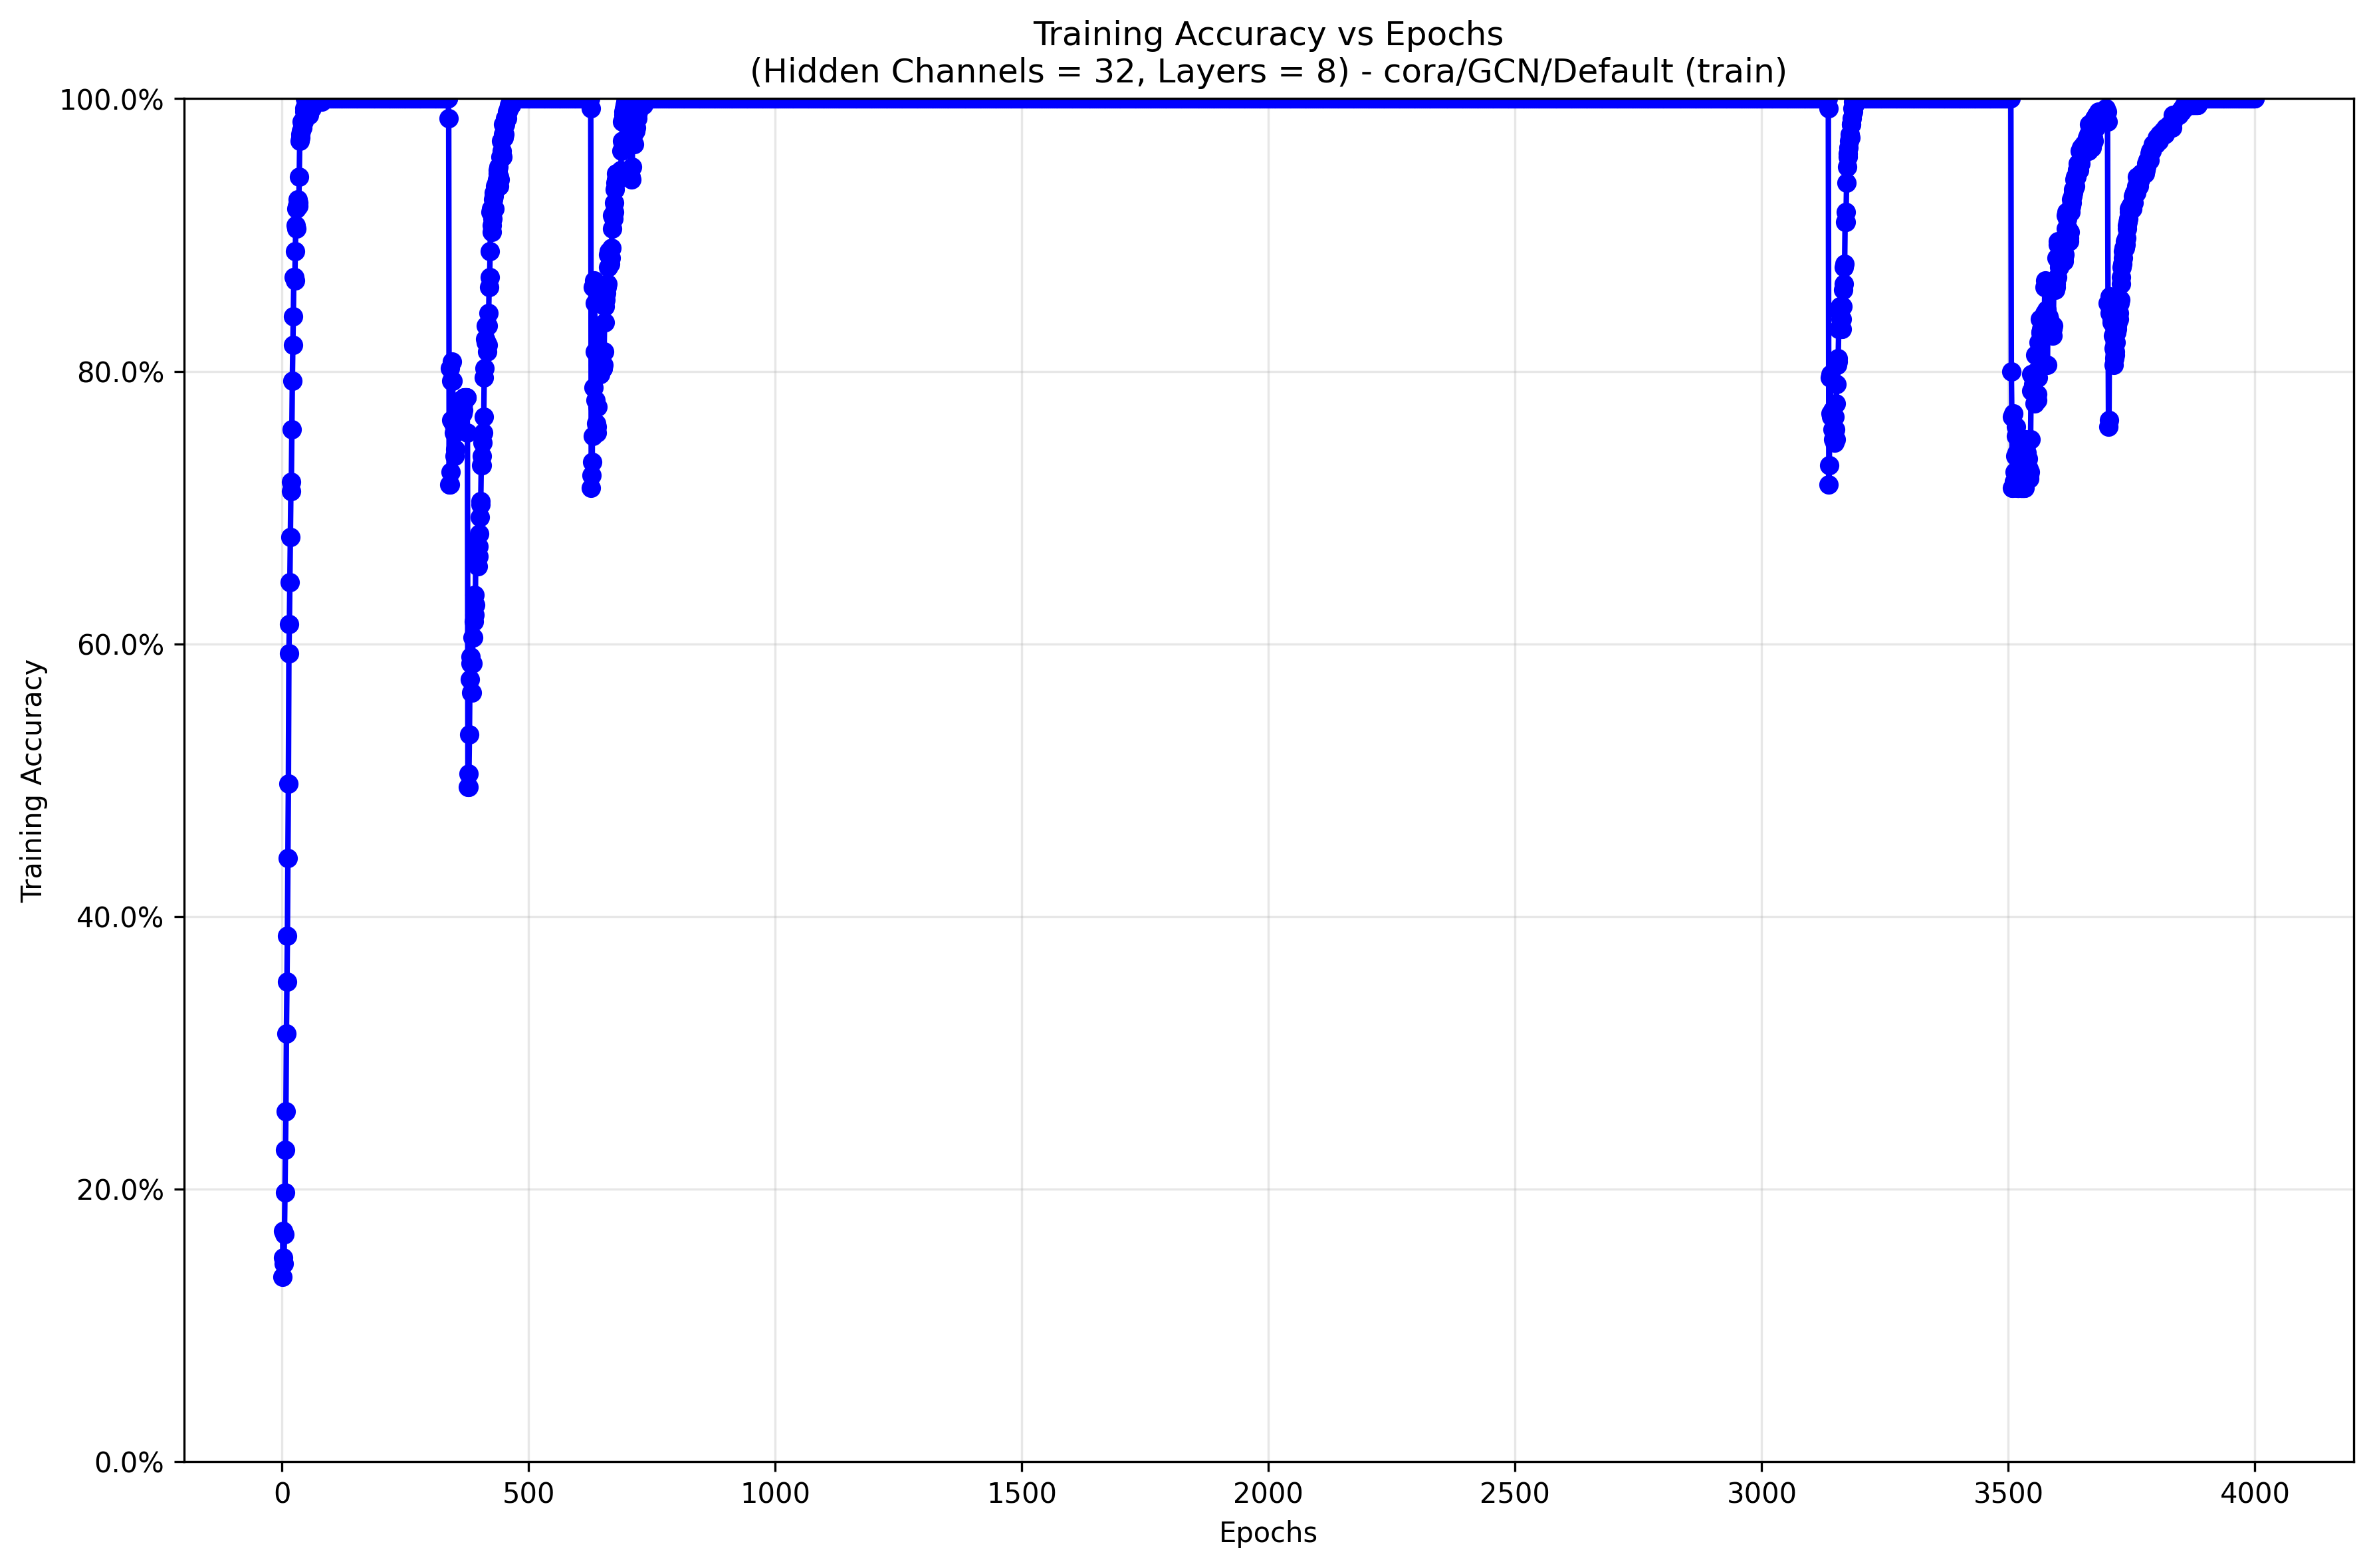 Training Accuracy vs Epochs
(Hidden Channels = 32, Layers = 8) - cora/GCN/Default (train)
100.0%
80.0%
60.0%
40.0%
20.0%
0.0%
Training Accuracy
0 500 1000 1500 2000 2500 3000 3500 4000
Epochs